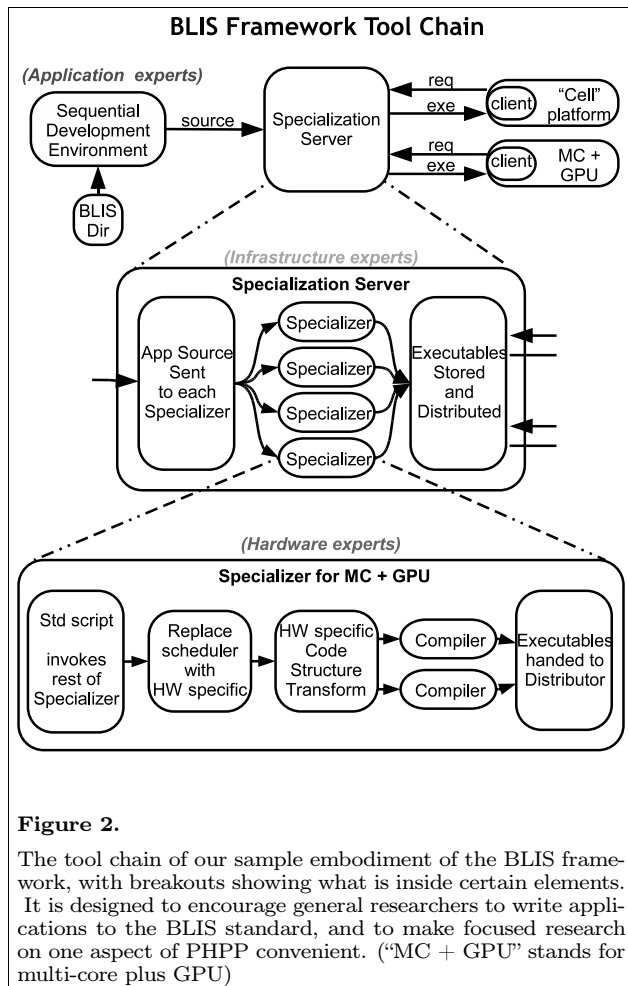 BLIS Framework Tool Chain
(Application experts)
Sequential
Development
Environment
source
Specialization
Server
req
exe
client
"Cell"
platform
req
exe
client
MC +
GPU
BLIS
Dir
(Infrastructure experts)
Specialization Server
App Source
Sent
to each
Specializer
Specializer
Specializer
Specializer
Specializer
Executables
Stored
and
Distributed
(Hardware experts)
Specializer for MC + GPU
Std script
invokes
rest of
Specializer
Replace
scheduler
with
HW specific
HW specific
Code
Structure
Transform
Compiler
Compiler
Executables
handed to
Distributor
Figure 2.
The tool chain of our sample embodiment of the BLIS frame-
work, with breakouts showing what is inside certain elements.
It is designed to encourage general researchers to write appli-
cations to the BLIS standard, and to make focused research
on one aspect of PHPP convenient. ("MC + GPU" stands for
multi-core plus GPU)